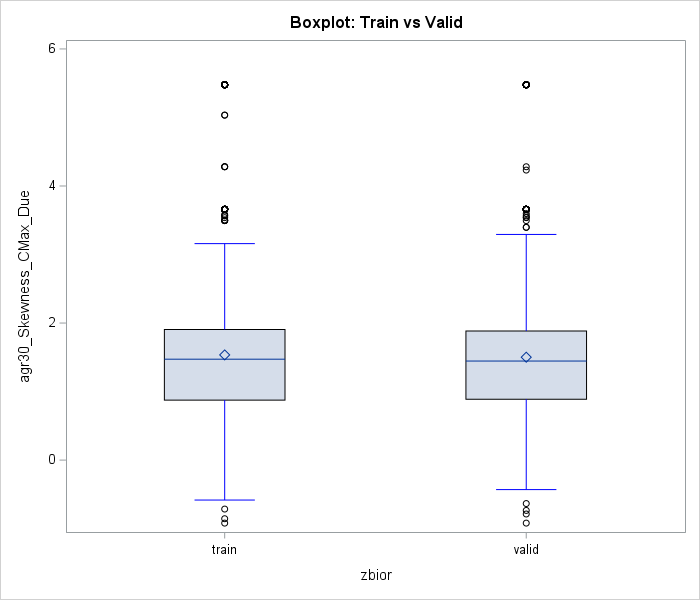 Boxplot: Train vs Valid
6
4
2
0
agr30_Skewness_CMax_Due
train
valid
zbior